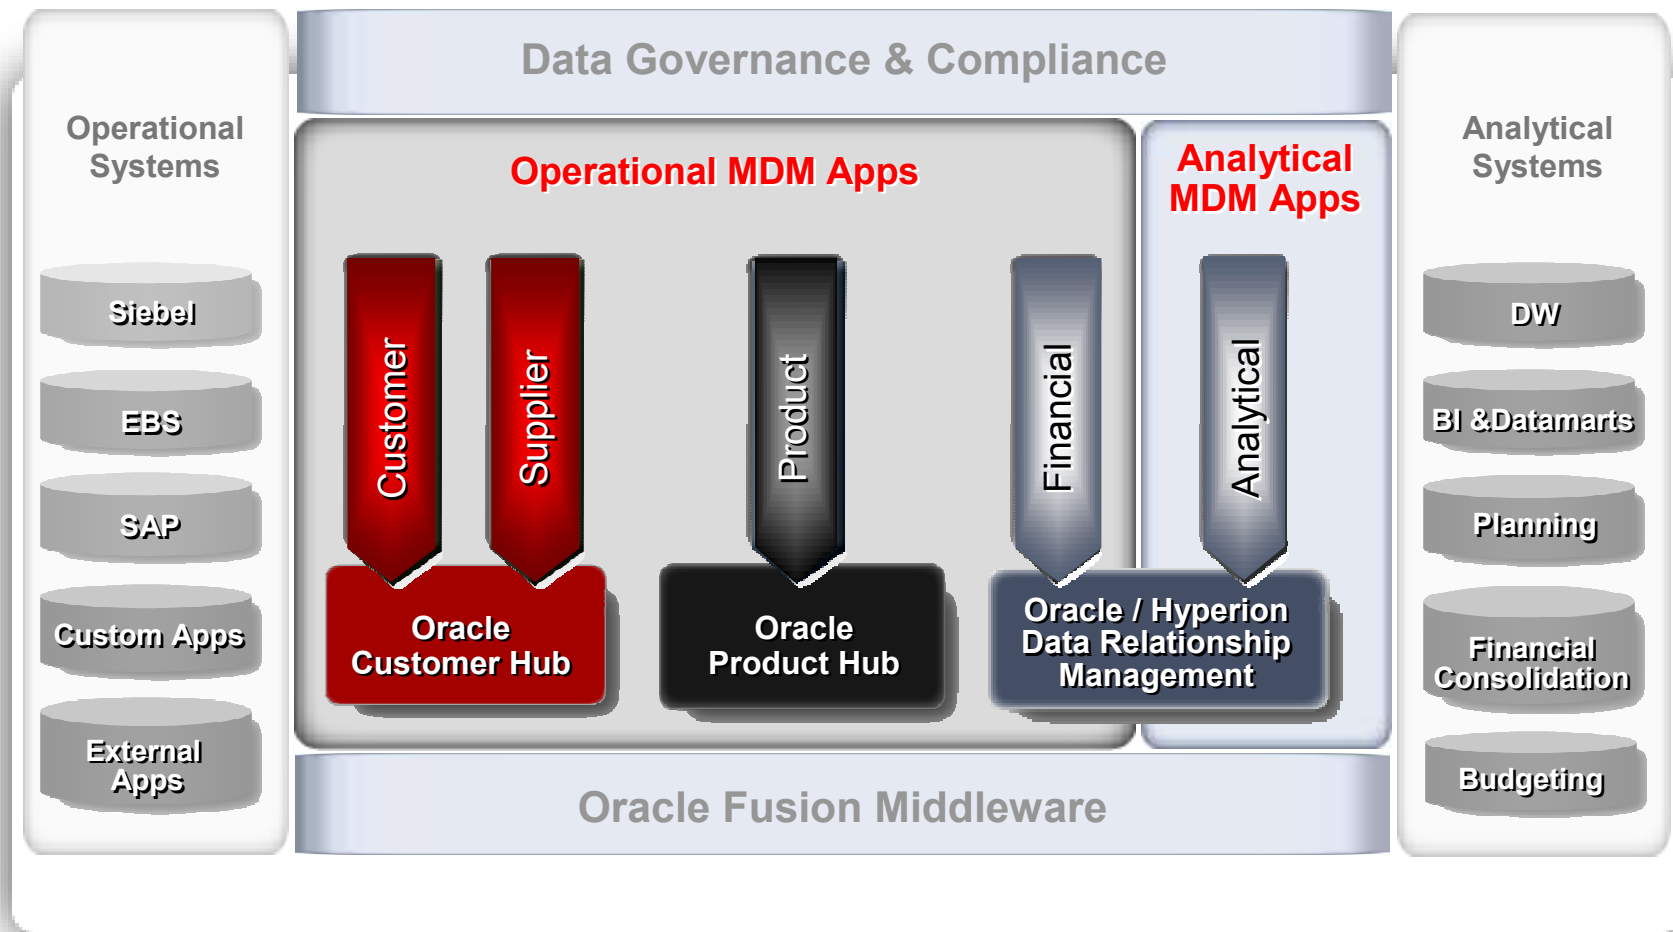 Data Governance & Compliance
Operational
Systems
Siebel
EBS
SAP
Custom Apps
External
Apps
Operational MDM Apps
Customer
Supplier
Product
Financial
Oracle
Customer Hub
Oracle
Product Hub
Analytical
MDM Apps
Analytical
Oracle / Hyperion
Data Relationship
Management
Analytical
Systems
DW
BI &Datamarts
Planning
Financial
Consolidation
Budgeting
Oracle Fusion Middleware